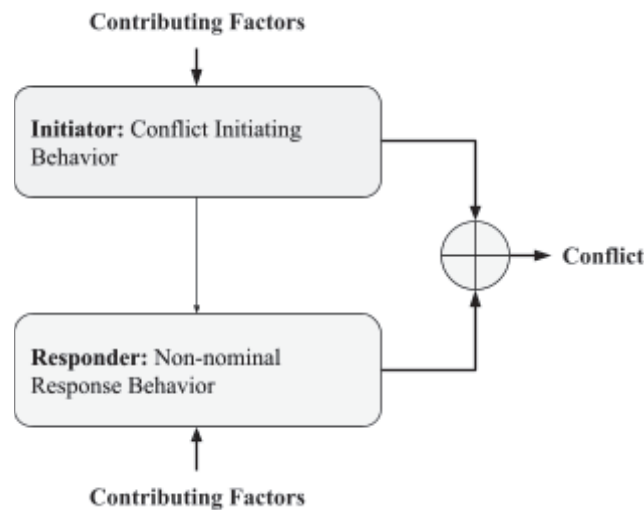 Contributing Factors
Initiator: Conflict Initiating
Behavior
Conflict
Responder: Non-nominal
Response Behavior
Contributing Factors